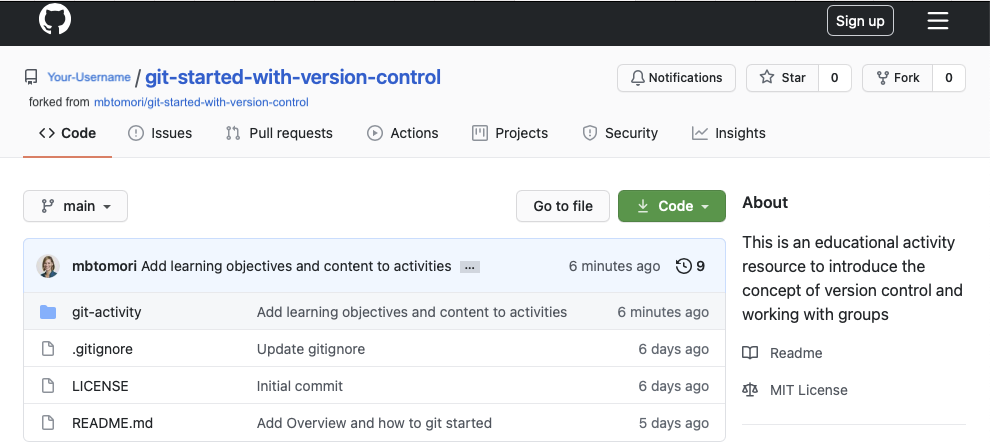 Sign up
Your-Username / git-started-with-version-control
Notifications Star 0 Fork 0
forked from mbtomori/git-started-with-version-control
<> Code Issues Pull requests Actions Projects Security Insights
main Go to file Code
About
This is an educational activity
resource to introduce the
concept of version control and
working with groups
Readme
MIT License
mbtomori Add learning objectives and content to activities ... 6 minutes ago 9
git-activity Add learning objectives and content to activities 6 minutes ago
.gitignore Update gitignore 6 days ago
LICENSE Initial commit 6 days ago
README.md Add Overview and how to git started 5 days ago